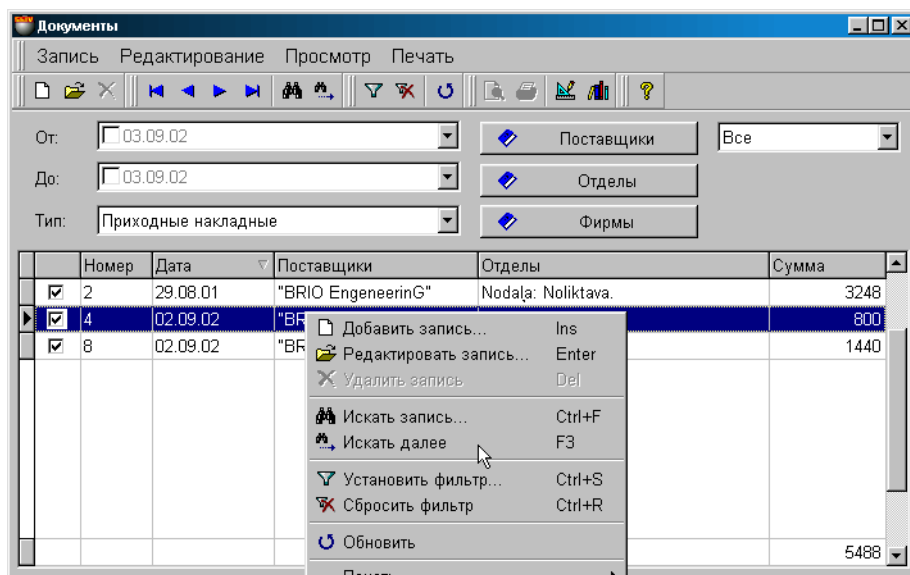 Документы
Запись Редактирование Просмотр Печать
От: 03.09.02 Поставщики Все
До: 03.09.02 Отделы
Тип: Приходные накладные Фирмы
Номер Дата Поставщики Отделы Сумма
2 29.08.01 "BRIO EngeneerinG" Nodaļa: Noliktava. 3248
4 02.09.02 "BR 800
8 02.09.02 "BR 1440
Добавить запись... Ins
Редактировать запись... Enter
Удалить запись Del
Искать запись... Ctrl+F
Искать далее F3
Установить фильтр... Ctrl+S
Сбросить фильтр Ctrl+R
Обновить
5488